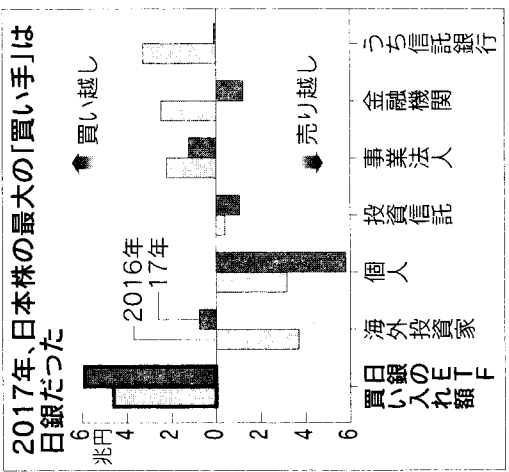 2017年、日本株の最大の「買い手」は
日銀だった
6
兆円
4
2
0
2
4
6
2016年
17年
買い越し
売り越し
日銀のETF
買い入れ額
海外投資家
個人
投資信託
事業法人
金融機関
うち信託銀行